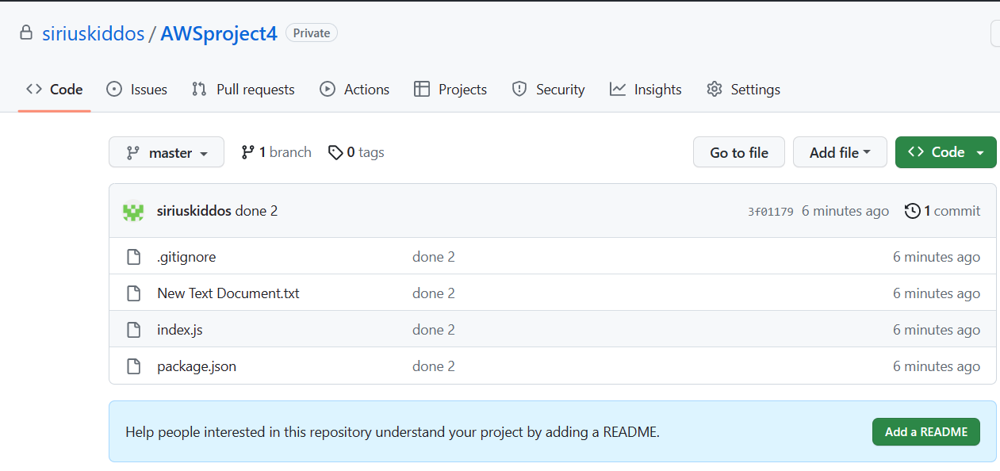 siriuskiddos / AWSproject4 Private
Code Issues Pull requests Actions Projects Security Insights Settings
master 1 branch 0 tags Go to file Add file Code
siriuskiddos done 2 3f01179 6 minutes ago 1 commit
.gitignore done 2 6 minutes ago
New Text Document.txt done 2 6 minutes ago
index.js done 2 6 minutes ago
package.json done 2 6 minutes ago
Help people interested in this repository understand your project by adding a README. Add a README